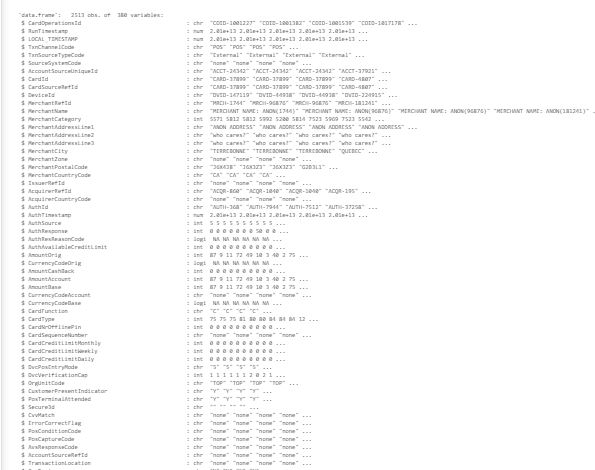 'data.frame': 2513 obs. of 380 variables:
$ CardOperationsId : chr "COID-1001227" "COID-1001382" "COID-1001539" "COID-1017178" ...
$ RunTimestamp : num 2.01e+13 2.01e+13 2.01e+13 2.01e+13 2.01e+13 ...
$ LOCAL_TIMESTAMP : num 2.01e+13 2.01e+13 2.01e+13 2.01e+13 2.01e+13 ...
$ TxnChannelCode : chr "POS" "POS" "POS" "POS" ...
$ TxnSourceTypeCode : chr "External" "External" "External" "External" ...
$ SourceSystemCode : chr "none" "none" "none" "none" ...
$ AccountSourceUniqueId : chr "ACCT-24342" "ACCT-24342" "ACCT-24342" "ACCT-37921" ...
$ CardId : chr "CARD-37899" "CARD-37899" "CARD-37899" "CARD-4807" ...
$ CardSourceRefId : chr "CARD-37899" "CARD-37899" "CARD-37899" "CARD-4807" ...
$ DeviceId : chr "DVID-147119" "DVID-44938" "DVID-44938" "DVID-224915" ...
$ MerchantRefId : chr "MRCH-1744" "MRCH-96876" "MRCH-96876" "MRCH-181241" ...
$ MerchantName : chr "MERCHANT NAME: ANON(1744)" "MERCHANT NAME: ANON(96876)" "MERCHANT NAME: ANON(96876)" "MERCHANT NAME: ANON(181241)" ...
$ MerchantCategory : int 5571 5812 5812 5992 5200 5814 7523 5969 7523 5542 ...
$ MerchantAddressLine1 : chr "ANON ADDRESS" "ANON ADDRESS" "ANON ADDRESS" "ANON ADDRESS" ...
$ MerchantAddressLine2 : chr "who cares?" "who cares?" "who cares?" "who cares?" ...
$ MerchantAddressLine3 : chr "who cares?" "who cares?" "who cares?" "who cares?" ...
$ MerchantCity : chr "TERREBONNE" "TERREBONNE" "TERREBONNE" "QUEBEC" ...
$ MerchantZone : chr "none" "none" "none" "none" ...
$ MerchantPostalCode : chr "J6X4J8" "J6X3Z3" "J6X3Z3" "G2D3L1" ...
$ MerchantCountryCode : chr "CA" "CA" "CA" "CA" ...
$ IssuerRefId : chr "none" "none" "none" "none" ...
$ AcquirerRefId : chr "ACQR-860" "ACQR-1040" "ACQR-1040" "ACQR-195" ...
$ AcquirerCountryCode : chr "none" "none" "none" "none" ...
$ AuthId : chr "AUTH-368" "AUTH-7944" "AUTH-7512" "AUTH-37258" ...
$ AuthTimestamp : num 2.01e+13 2.01e+13 2.01e+13 2.01e+13 2.01e+13 ...
$ AuthSource : int 5 5 5 5 5 5 5 5 5 5 ...
$ AuthResponse : int 0 0 0 0 0 0 0 50 0 0 ...
$ AuthResReasonCode : logi NA NA NA NA NA NA ...
$ AuthAvailableCreditLimit : int 0 0 0 0 0 0 0 0 0 0 ...
$ AmountOrig : int 87 9 11 72 49 10 3 40 2 75 ...
$ CurrencyCodeOrig : logi NA NA NA NA NA NA ...
$ AmountCashBack : int 0 0 0 0 0 0 0 0 0 0 ...
$ AmountAccount : int 87 9 11 72 49 10 3 40 2 75 ...
$ AmountBase : int 87 9 11 72 49 10 3 40 2 75 ...
$ CurrencyCodeAccount : chr "none" "none" "none" "none" ...
$ CurrencyCodeBase : logi NA NA NA NA NA NA ...
$ CardFunction : chr "C" "C" "C" "C" ...
$ CardType : int 75 75 75 81 80 80 84 84 84 12 ...
$ CardNrOfflinePin : int 0 0 0 0 0 0 0 0 0 0 ...
$ CardSequenceNumber : chr "none" "none" "none" "none" ...
$ CardCreditLimitMonthly : int 0 0 0 0 0 0 0 0 0 0 ...
$ CardCreditLimitWeekly : int 0 0 0 0 0 0 0 0 0 0 ...
$ CardCreditLimitDaily : int 0 0 0 0 0 0 0 0 0 0 ...
$ DvcPosEntryMode : chr "S" "S" "S" "S" ...
$ DvcVerificationCap : int 1 1 1 1 1 1 2 0 2 1 ...
$ OrgUnitCode : chr "TOP" "TOP" "TOP" "TOP" ...
$ CustomerPresentIndicator : chr "Y" "Y" "Y" "Y" ...
$ PosTerminalAttended : chr "Y" "Y" "Y" "Y" ...
$ SecureId : chr "" "" "" "" ...
$ CvvMatch : chr "none" "none" "none" "none" ...
$ ErrorCorrectFlag : chr "none" "none" "none" "none" ...
$ PosConditionCode : chr "none" "none" "none" "none" ...
$ PosCaptureCode : chr "none" "none" "none" "none" ...
$ AvsResponseCode : chr "none" "none" "none" "none" ...
$ AccountSourceRefId : chr "none" "none" "none" "none" ...
$ TransactionLocation : chr "none" "none" "none" "none" ...